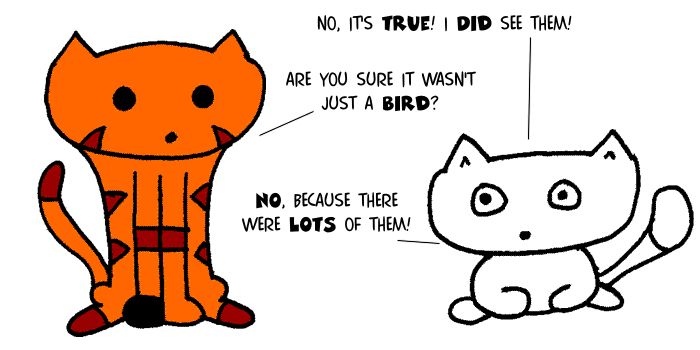 NO, IT'S TRUE! I DID SEE THEM!
ARE YOU SURE IT WASN'T
JUST A BIRD?
NO, BECAUSE THERE
WERE LOTS OF THEM!